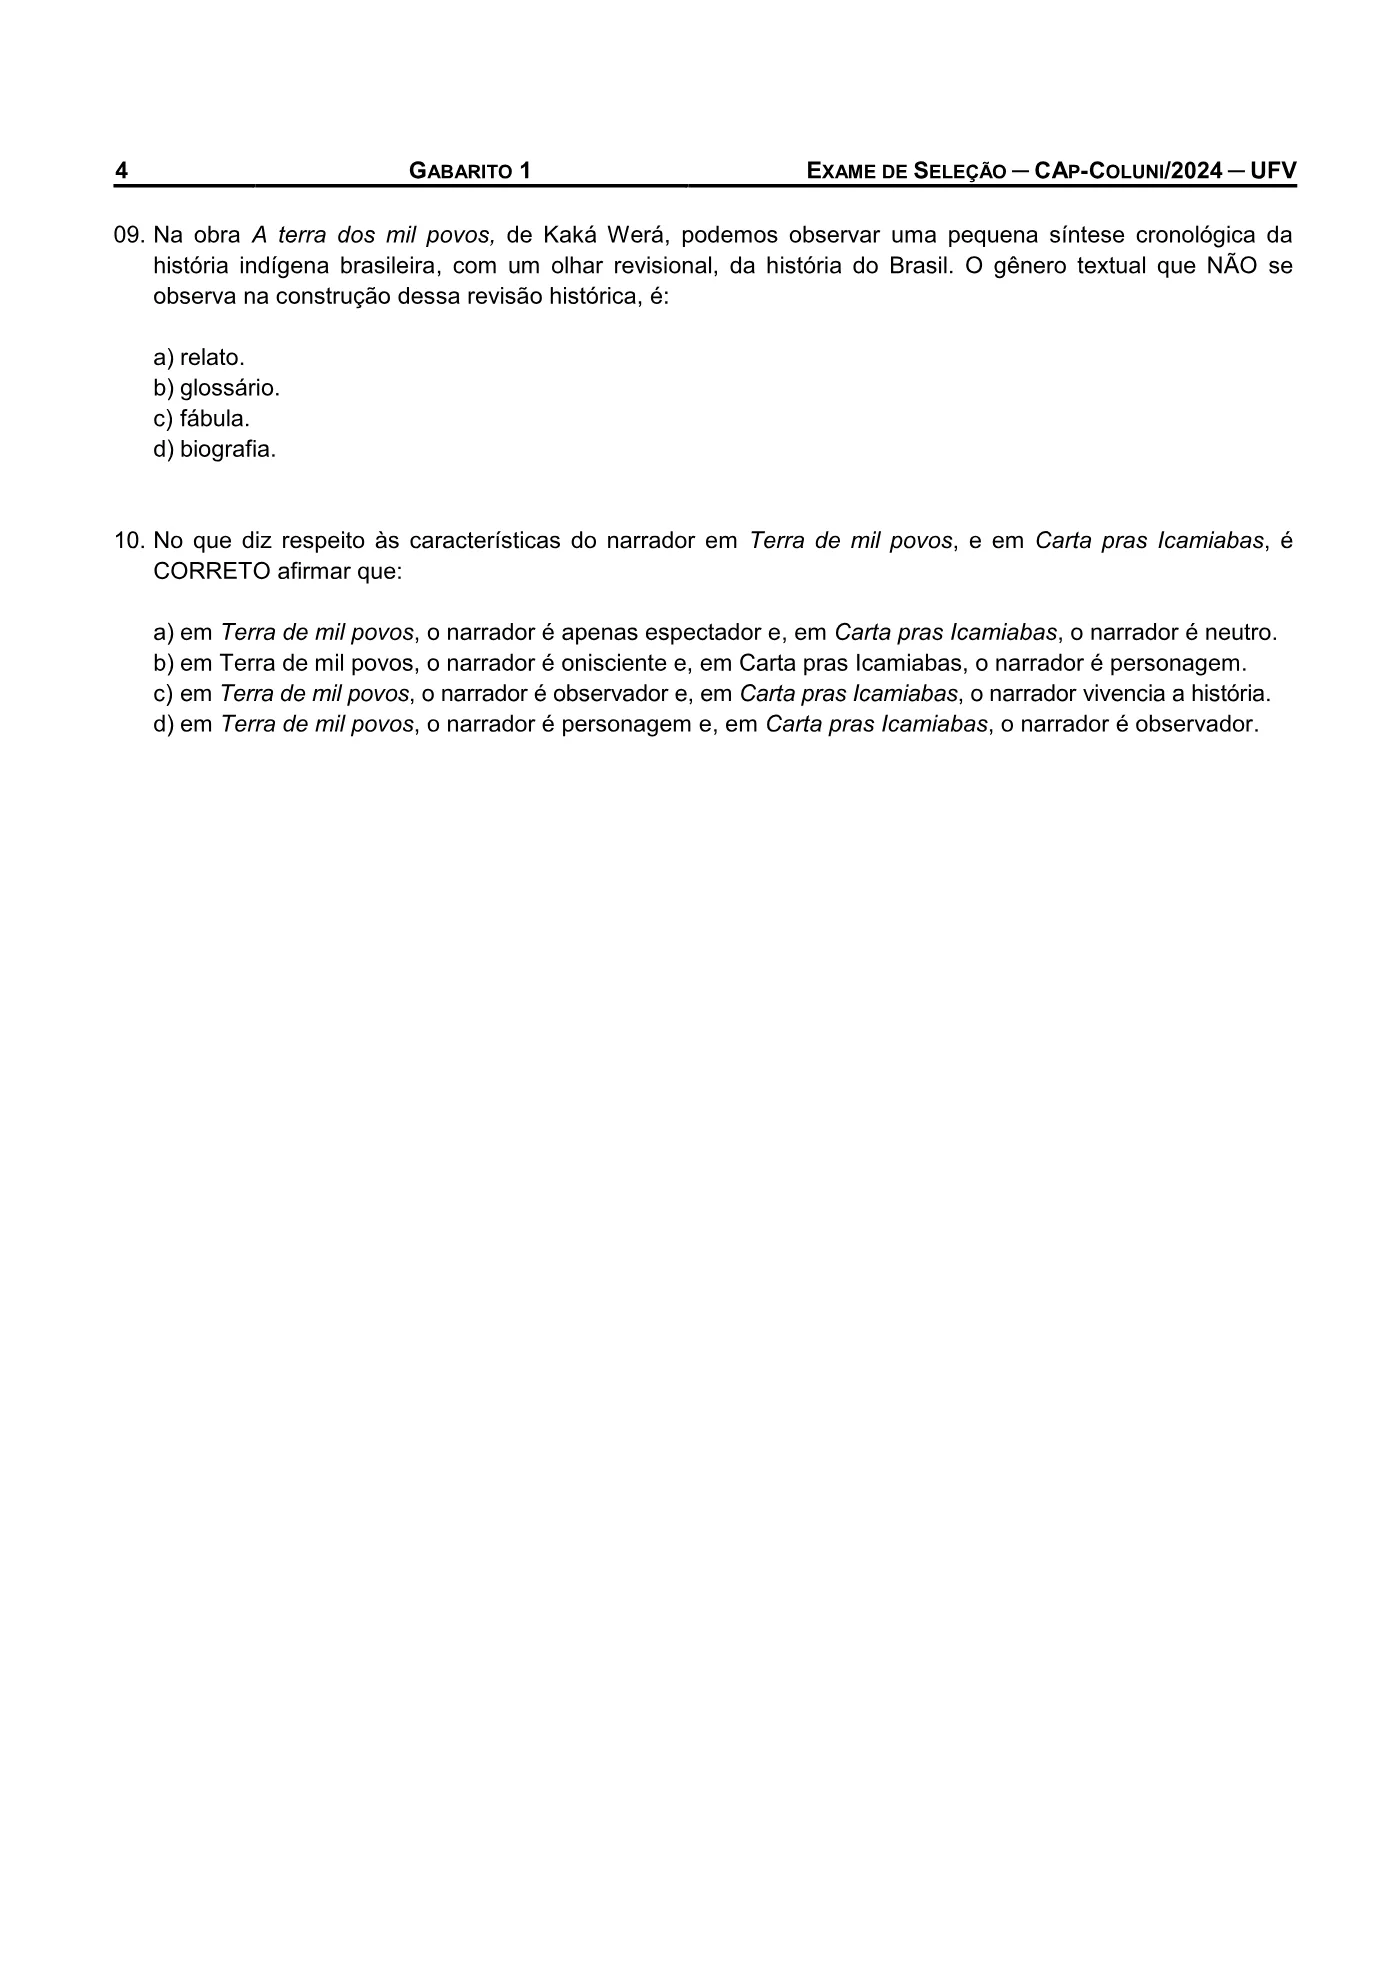 4 GABARITO 1 EXAME DE SELEÇÃO — CAP-COLUNI/2024 — UFV
09. Na obra A terra dos mil povos, de Kaká Werá, podemos observar uma pequena síntese cronológica da
história indígena brasileira, com um olhar revisional, da história do Brasil. O gênero textual que NÃO se
observa na construção dessa revisão histórica, é:
a) relato.
b) glossário.
c) fábula.
d) biografia.
10. No que diz respeito às características do narrador em Terra de mil povos, e em Carta pras Icamiabas, é
CORRETO afirmar que:
a) em Terra de mil povos, o narrador é apenas espectador e, em Carta pras Icamiabas, o narrador é neutro.
b) em Terra de mil povos, o narrador é onisciente e, em Carta pras Icamiabas, o narrador é personagem.
c) em Terra de mil povos, o narrador é observador e, em Carta pras Icamiabas, o narrador vivencia a história.
d) em Terra de mil povos, o narrador é personagem e, em Carta pras Icamiabas, o narrador é observador.